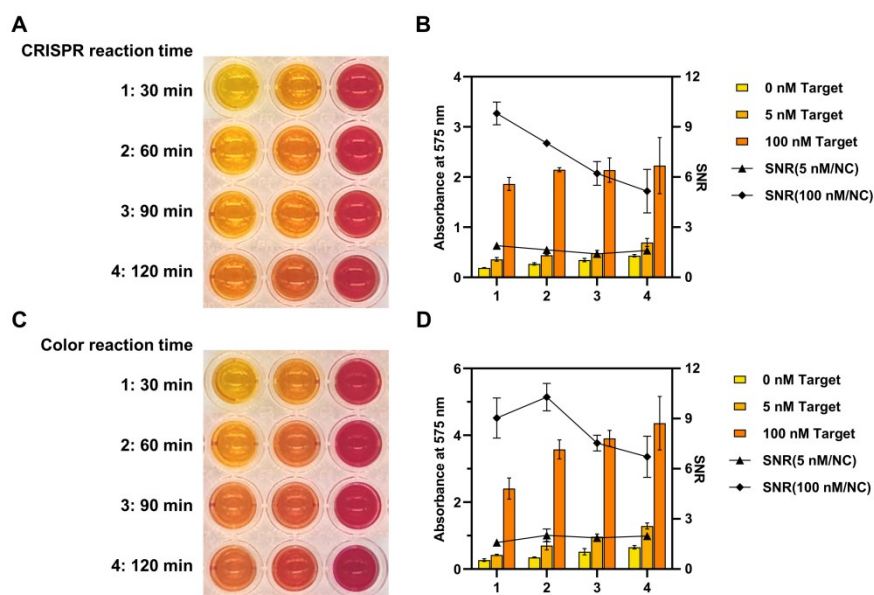 A
CRISPR reaction time
1: 30 min
2: 60 min
3: 90 min
4: 120 min
B
Absorbance at 575 nm
4
3
2
1
0
12
9
6
3
0
SNR
1 2 3 4
0 nM Target
5 nM Target
100 nM Target
SNR(5 nM/NC)
SNR(100 nM/NC)
C
Color reaction time
1: 30 min
2: 60 min
3: 90 min
4: 120 min
D
Absorbance at 575 nm
6
4
2
0
12
9
6
3
0
SNR
1 2 3 4
0 nM Target
5 nM Target
100 nM Target
SNR(5 nM/NC)
SNR(100 nM/NC)